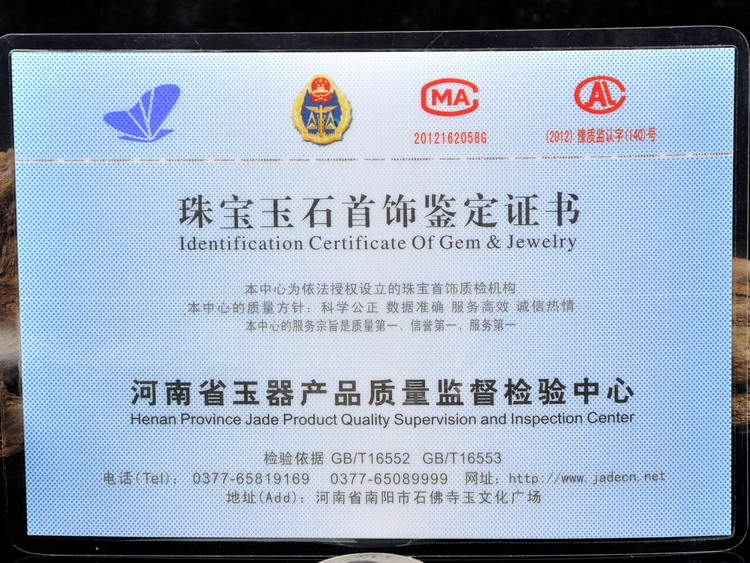 MA
AL
2012162058G
(2012)豫质监认字(140)号
珠宝玉石首饰鉴定证书
Identification Certificate Of Gem & Jewelry
本中心为依法授权设立的珠宝首饰质检机构
本中心的质量方针：科学公正 数据准确 服务高效 诚信热情
本中心的服务宗旨是质量第一、信誉第一、服务第一
河南省玉器产品质量监督检验中心
Henan Province Jade Product Quality Supervision and Inspection Center
检验依据 GB/T16552 GB/T16553
电话(Tel)： 0377-65819169 0377-65089999 网址：http://www.jadecn.net
地址(Add)：河南省南阳市石佛寺玉文化广场